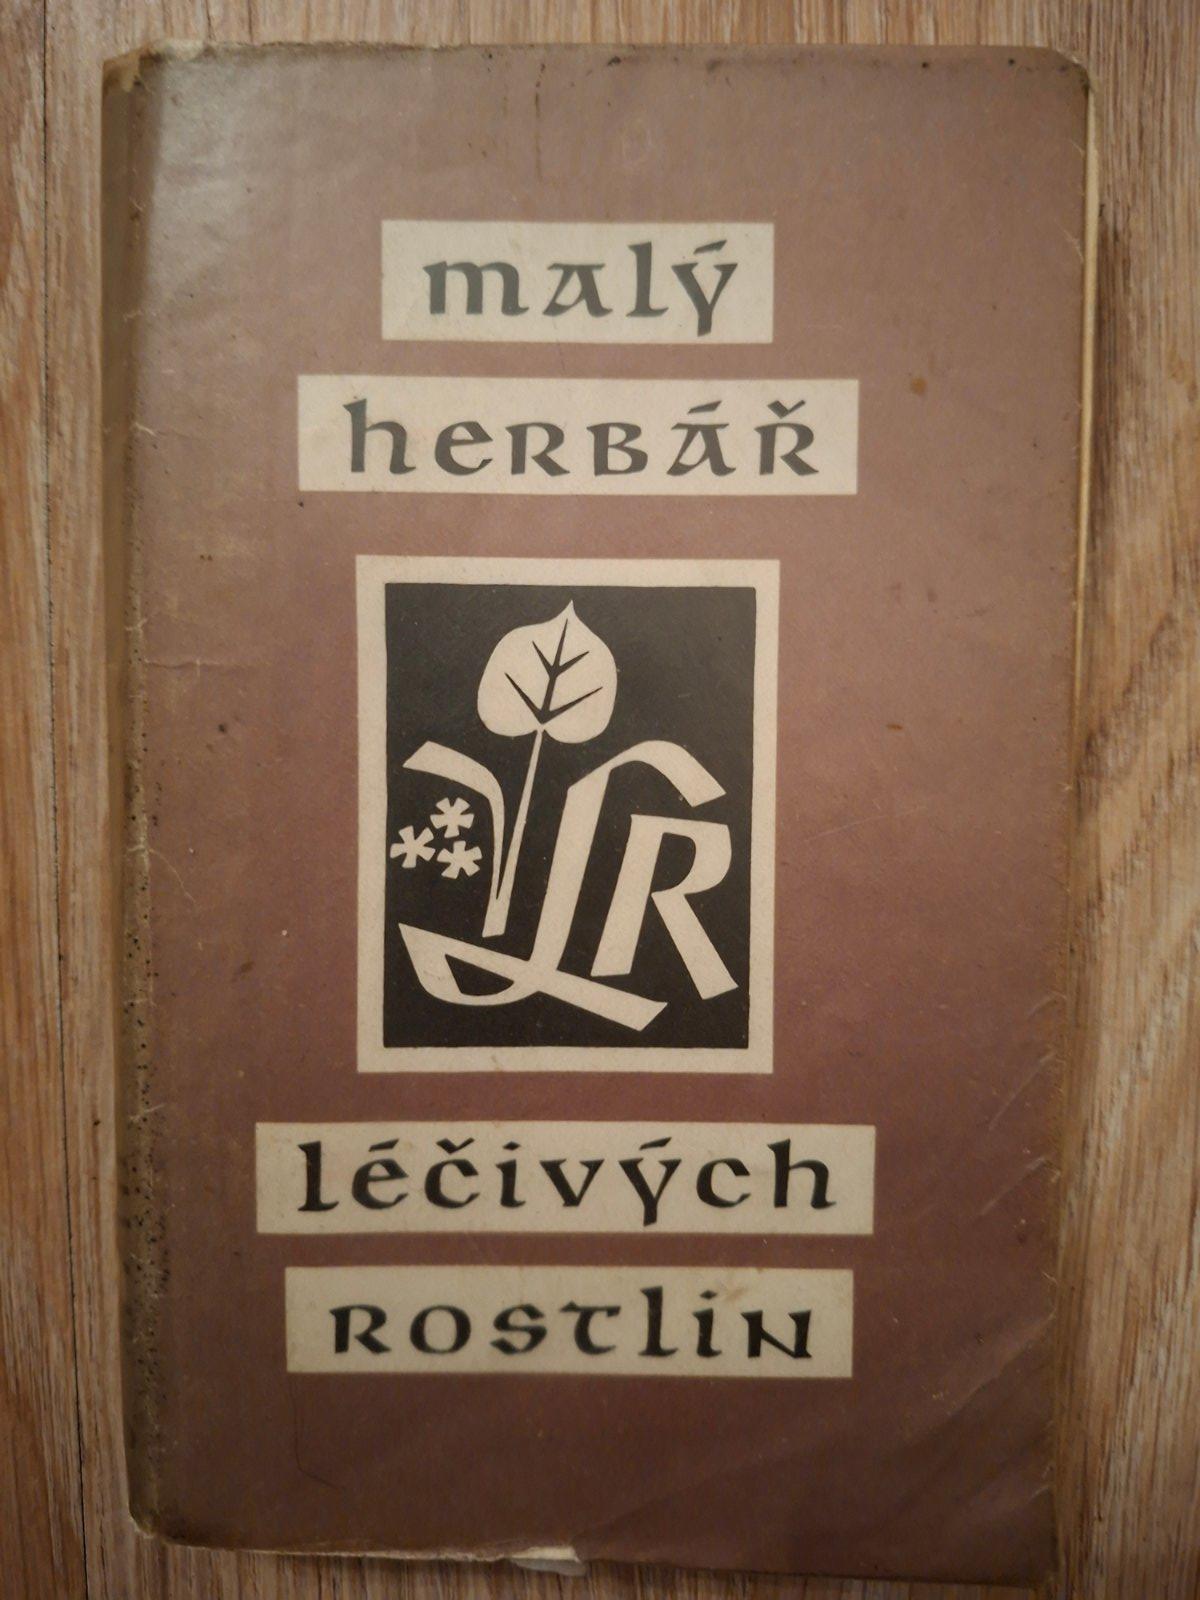 malý
herbář
LR
léčivých
rostlin